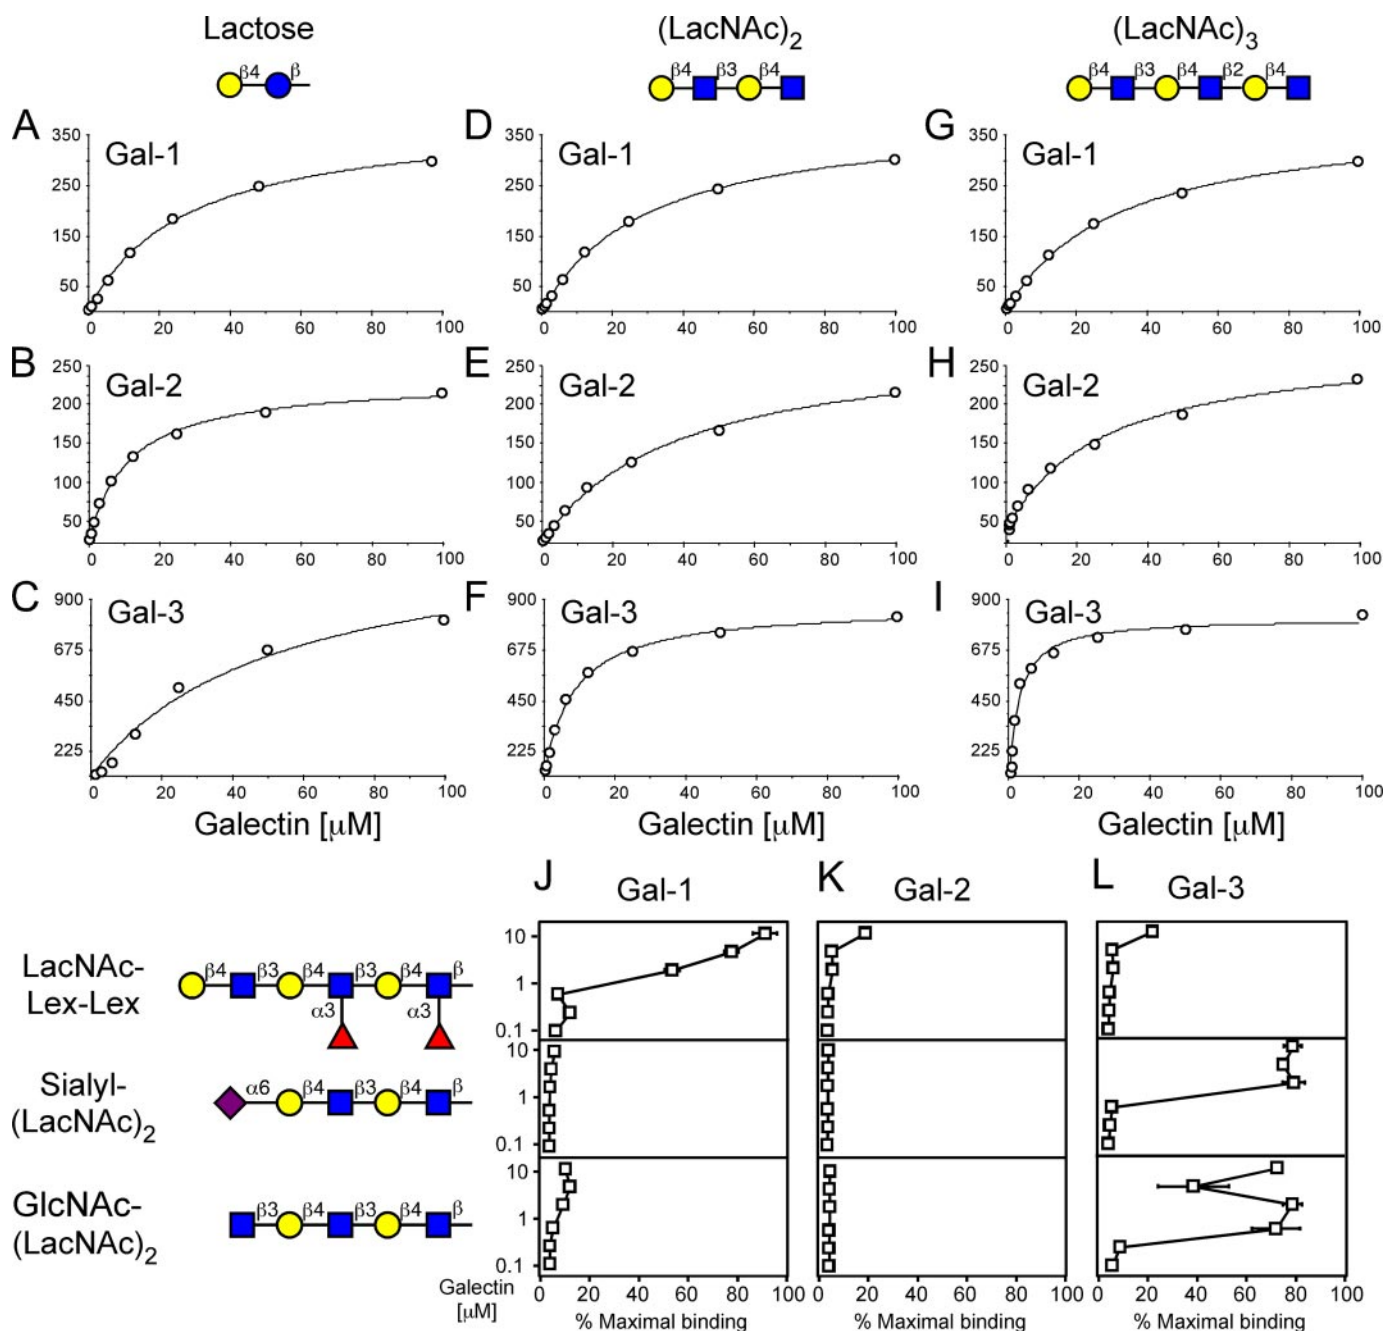 Lactose
(LacNAc)2
(LacNAc)3
β4 β
β4 β3 β4
β4 β3 β4 β2 β4
A
Gal-1
350
250
150
50
0 20 40 60 80 100
D
Gal-1
350
250
150
50
0 20 40 60 80 100
G
Gal-1
350
250
150
50
0 20 40 60 80 100
B
Gal-2
250
200
150
100
50
0 20 40 60 80 100
E
Gal-2
250
200
150
100
50
0 20 40 60 80 100
H
Gal-2
250
200
150
100
50
0 20 40 60 80 100
C
Gal-3
900
675
450
225
0 20 40 60 80 100
Galectin [μM]
F
Gal-3
900
675
450
225
0 20 40 60 80 100
Galectin [μM]
I
Gal-3
900
675
450
225
0 20 40 60 80 100
Galectin [μM]
J
Gal-1
K
Gal-2
L
Gal-3
LacNAc-
Lex-Lex
β4 β3 β4 β3 β4 β
α3 α3
10
1
0.1
Sialyl-
(LacNAc)2
α6 β4 β3 β4 β
10
1
0.1
GlcNAc-
(LacNAc)2
β3 β4 β3 β4 β
10
1
0.1
Galectin
[μM]
0 20 40 60 80 100
% Maximal binding
0 20 40 60 80 100
% Maximal binding
0 20 40 60 80 100
% Maximal binding